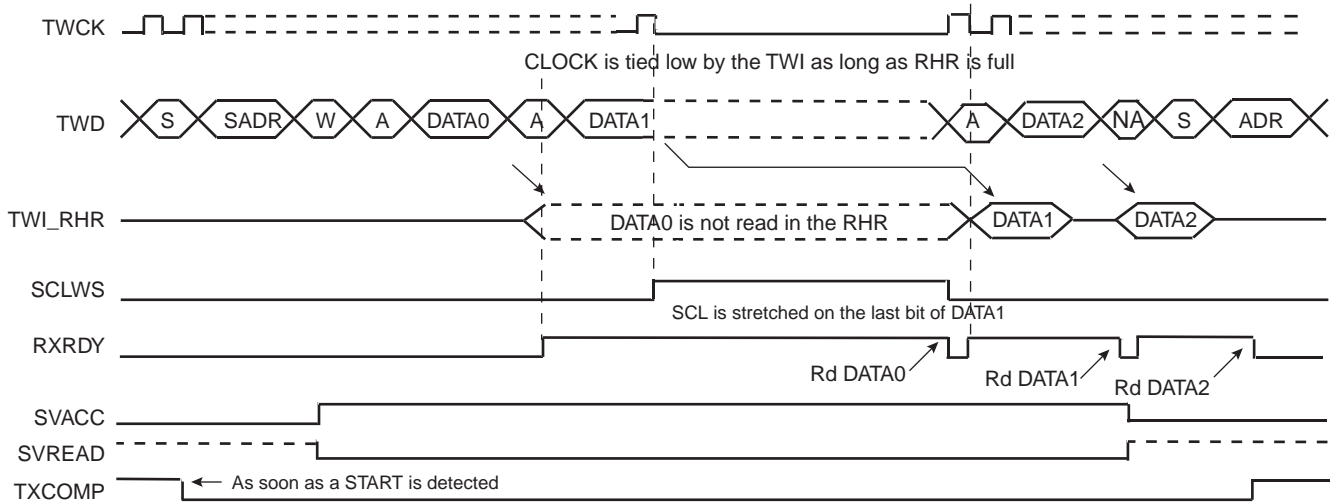 TWCK
CLOCK is tied low by the TWI as long as RHR is full
TWD S SADR W A DATA0 A DATA1 A DATA2 NA S ADR
TWI_RHR DATA0 is not read in the RHR DATA1 DATA2
SCLWS
SCL is stretched on the last bit of DATA1
RXRDY
Rd DATA0 Rd DATA1 Rd DATA2
SVACC
SVREAD
TXCOMP As soon as a START is detected